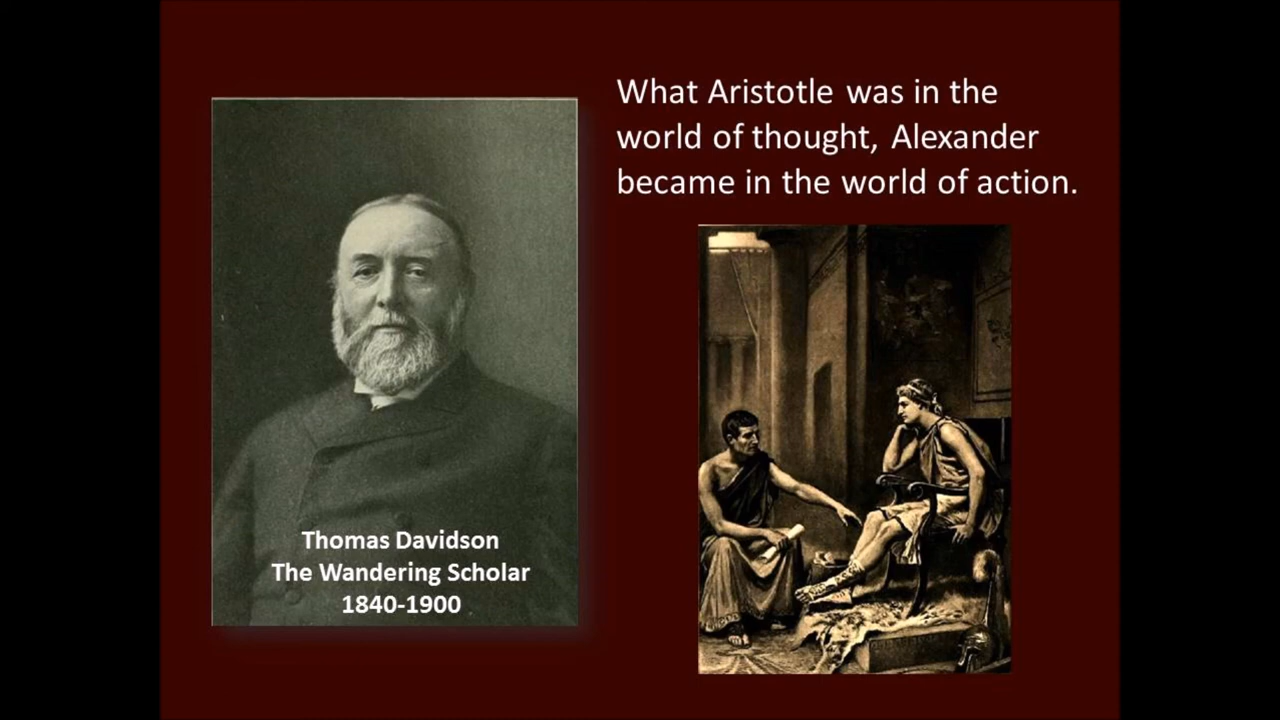 What Aristotle was in the
world of thought, Alexander
became in the world of action.
Thomas Davidson
The Wandering Scholar
1840-1900